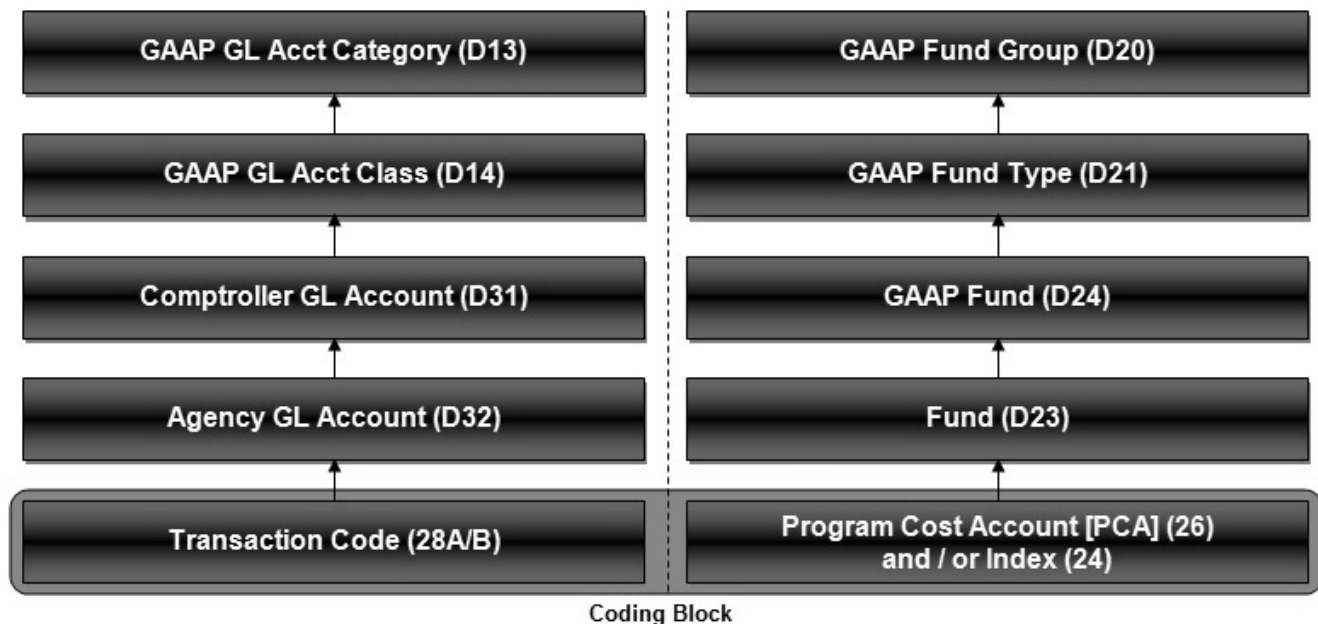 GAAP GL Acct Category (D13)
GAAP Fund Group (D20)
GAAP GL Acct Class (D14)
GAAP Fund Type (D21)
Comptroller GL Account (D31)
GAAP Fund (D24)
Agency GL Account (D32)
Fund (D23)
Transaction Code (28A/B)
Program Cost Account [PCA] (26)
and / or Index (24)
Coding Block